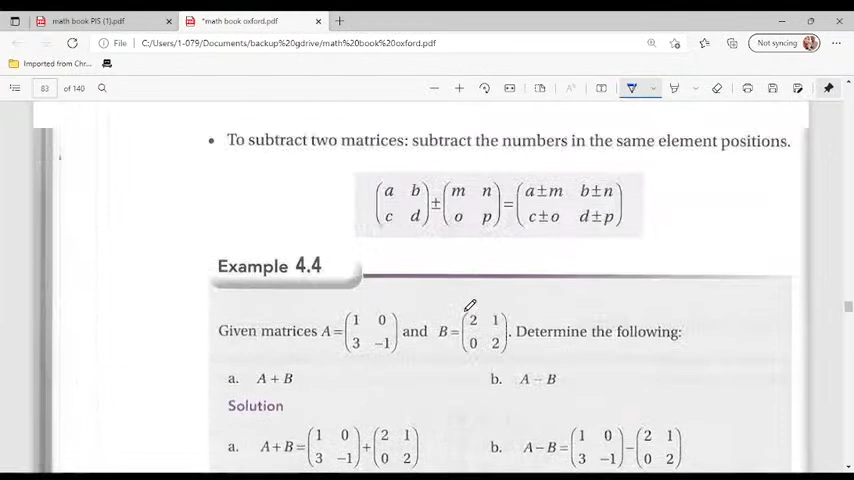 math book PIS (1).pdf
*math book oxford.pdf
File C:/Users/1-079/Documents/backup%20gdrive/math%20book%20oxford.pdf
Not syncing
Imported from Chr...
83 of 140
• To subtract two matrices: subtract the numbers in the same element positions.
(a b; c d) ± (m n; o p) = (a±m b±n; c±o d±p)
Example 4.4
Given matrices A = (1 0; 3 −1) and B = (2 1; 0 2). Determine the following:
a. A + B b. A − B
Solution
a. A+B = (1 0; 3 −1) + (2 1; 0 2) b. A−B = (1 0; 3 −1) − (2 1; 0 2)